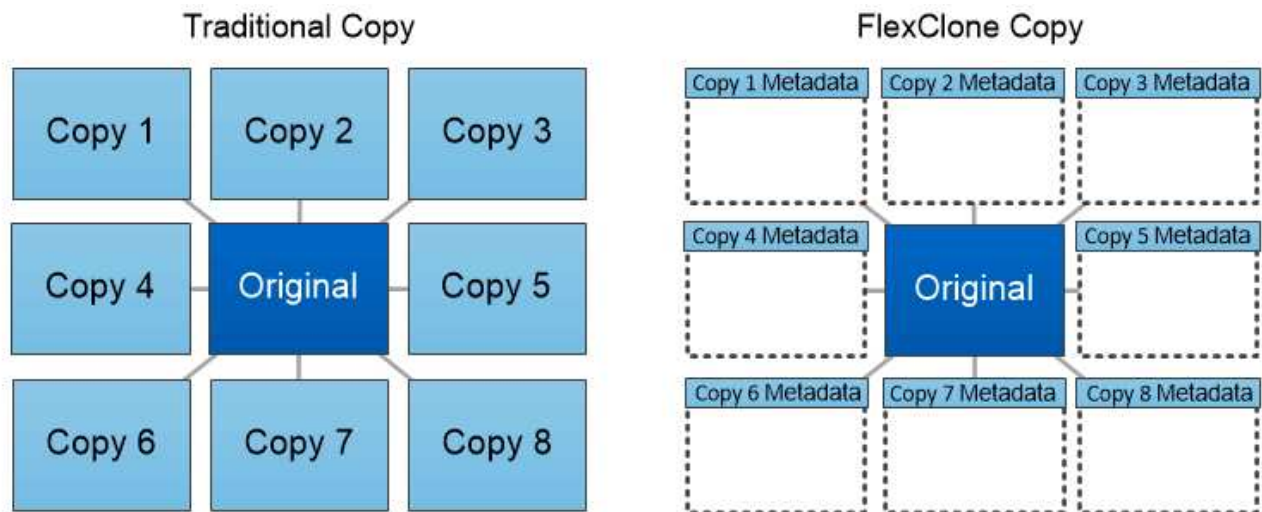 Traditional Copy
Copy 1
Copy 2
Copy 3
Copy 4
Original
Copy 5
Copy 6
Copy 7
Copy 8
FlexClone Copy
Copy 1 Metadata
Copy 2 Metadata
Copy 3 Metadata
Copy 4 Metadata
Original
Copy 5 Metadata
Copy 6 Metadata
Copy 7 Metadata
Copy 8 Metadata